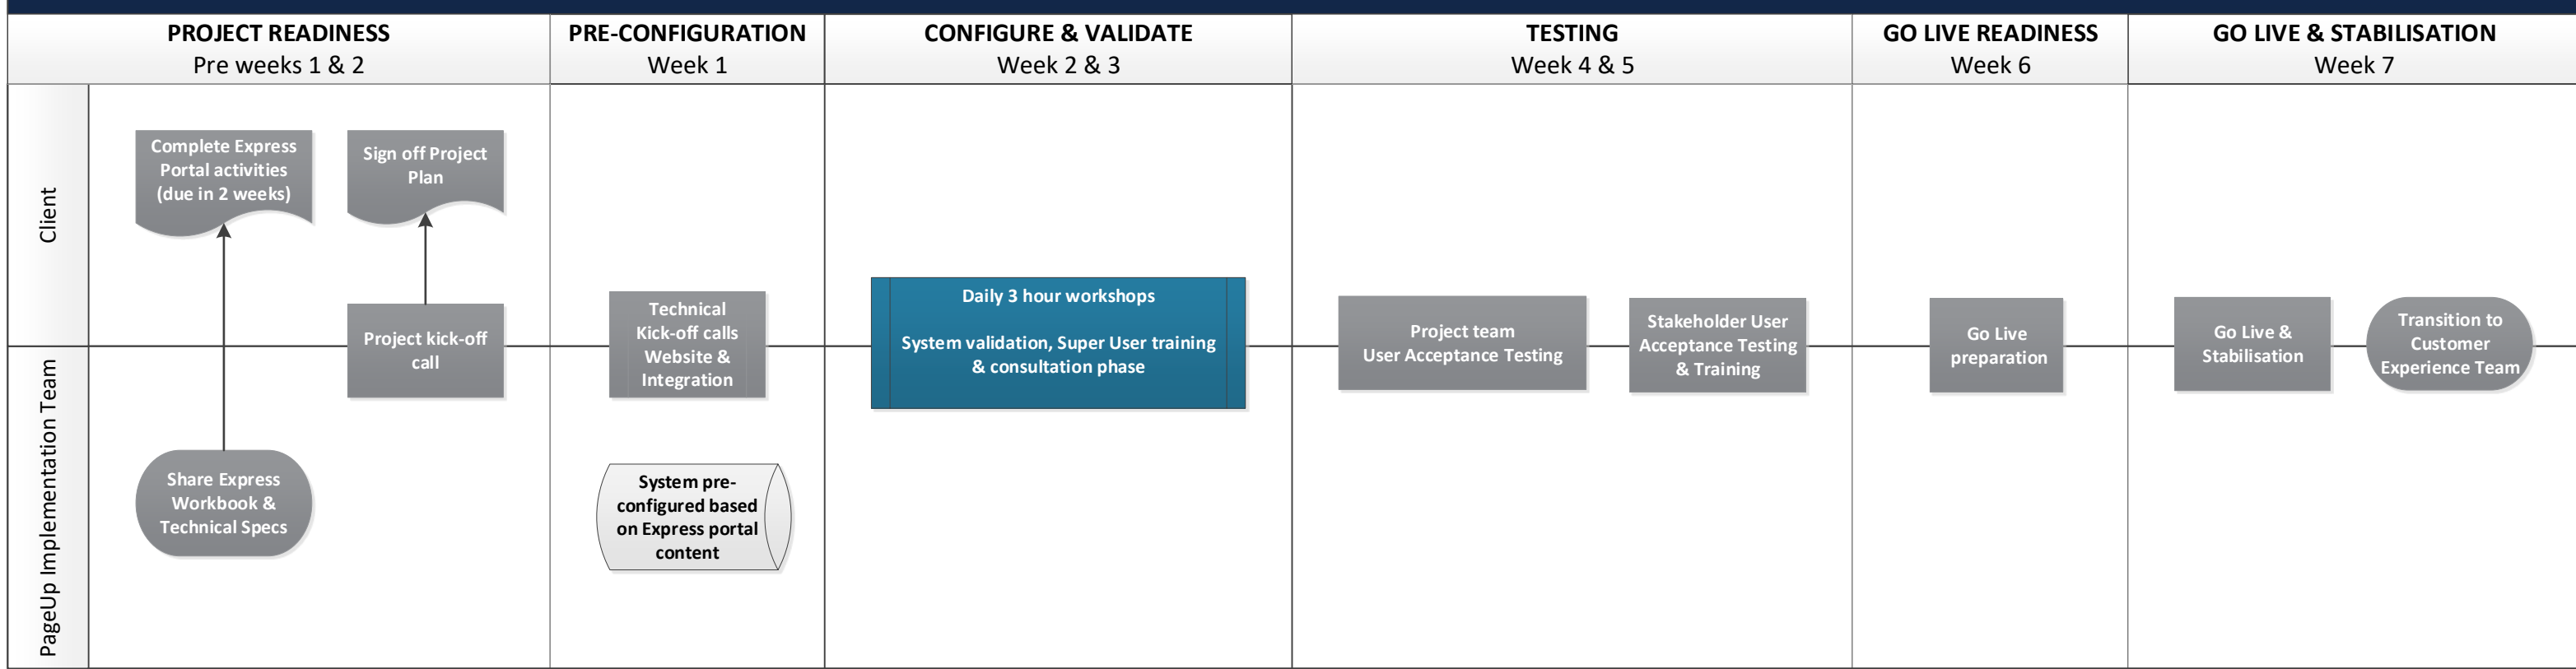 PROJECT READINESS
Pre weeks 1 & 2
PRE-CONFIGURATION
Week 1
CONFIGURE & VALIDATE
Week 2 & 3
TESTING
Week 4 & 5
GO LIVE READINESS
Week 6
GO LIVE & STABILISATION
Week 7
Client
Complete Express
Portal activities
(due in 2 weeks)
Sign off Project
Plan
Project kick-off
call
Technical
Kick-off calls
Website &
Integration
Daily 3 hour workshops
System validation, Super User training
& consultation phase
Project team
User Acceptance Testing
Stakeholder User
Acceptance Testing
& Training
Go Live
preparation
Go Live &
Stabilisation
Transition to
Customer
Experience Team
PageUp Implementation Team
Share Express
Workbook &
Technical Specs
System pre-
configured based
on Express portal
content